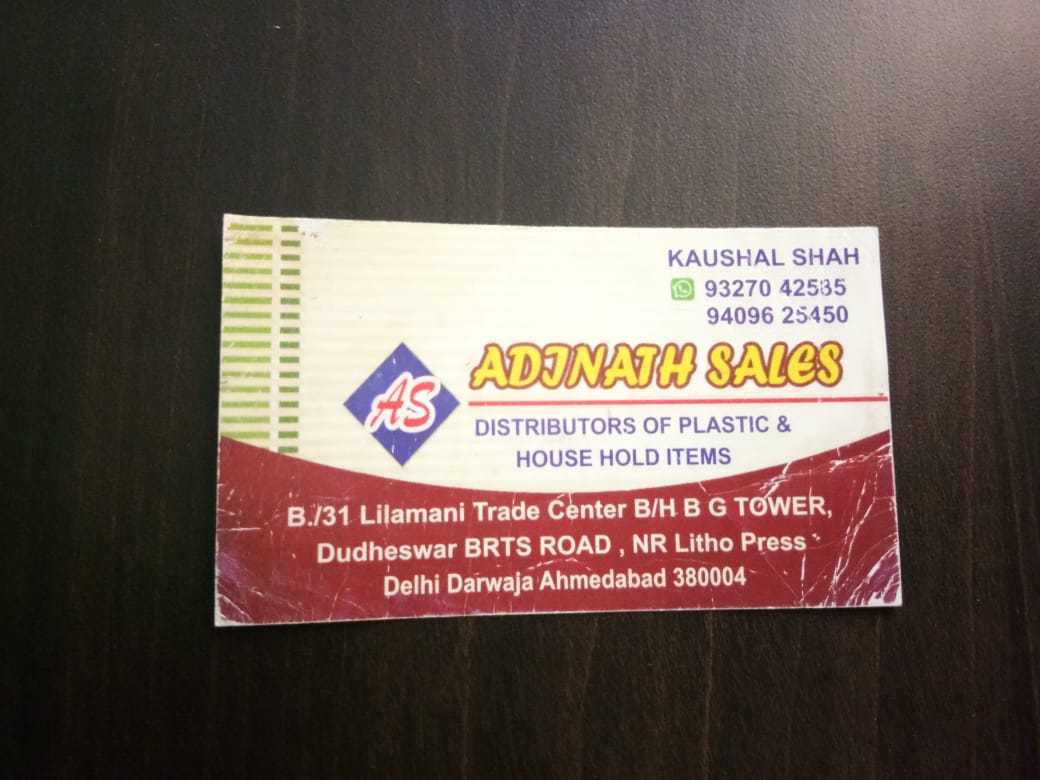 KAUSHAL SHAH
93270 42585
94096 25450
AS
ADINATH SALES
DISTRIBUTORS OF PLASTIC &
HOUSE HOLD ITEMS
B./31 Lilamani Trade Center B/H B G TOWER,
Dudheswar BRTS ROAD , NR Litho Press
Delhi Darwaja Ahmedabad 380004